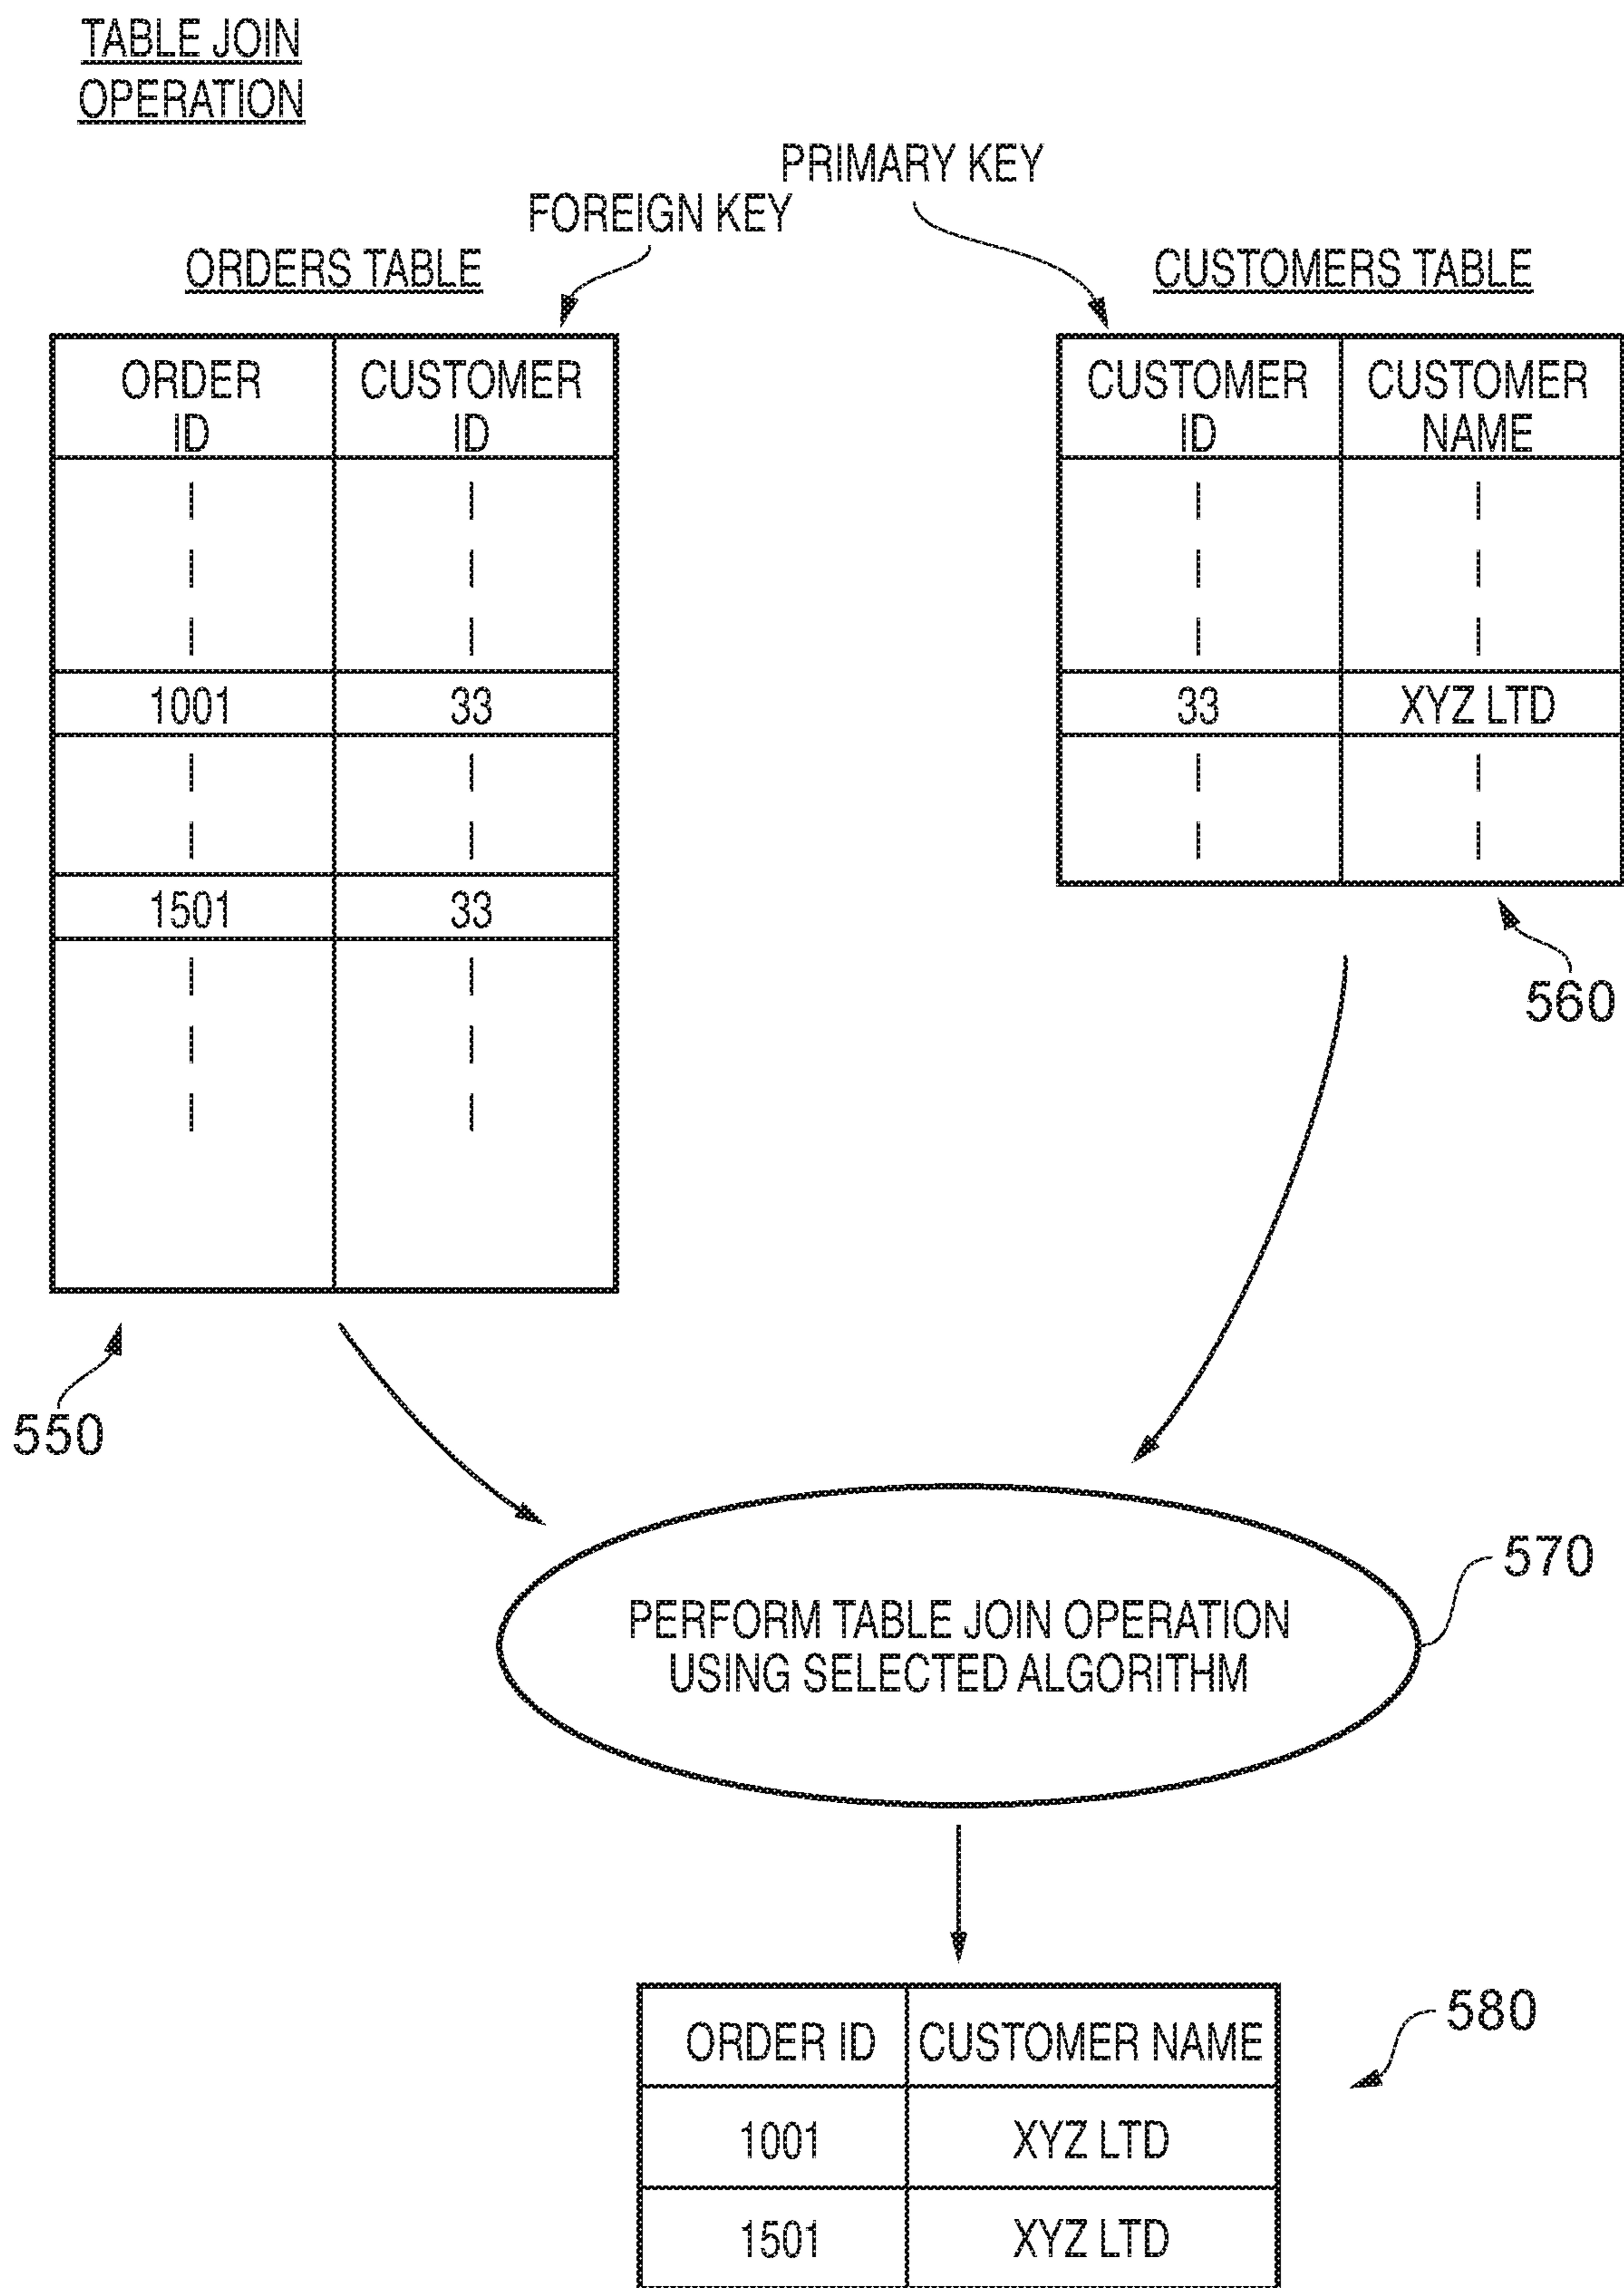 TABLE JOIN
OPERATION
PRIMARY KEY
FOREIGN KEY
ORDERS TABLE
CUSTOMERS TABLE
ORDER
ID
CUSTOMER
ID
1001 33
1501 33
550
CUSTOMER
ID
CUSTOMER
NAME
33 XYZ LTD
560
PERFORM TABLE JOIN OPERATION
USING SELECTED ALGORITHM
570
ORDER ID CUSTOMER NAME
1001 XYZ LTD
1501 XYZ LTD
580